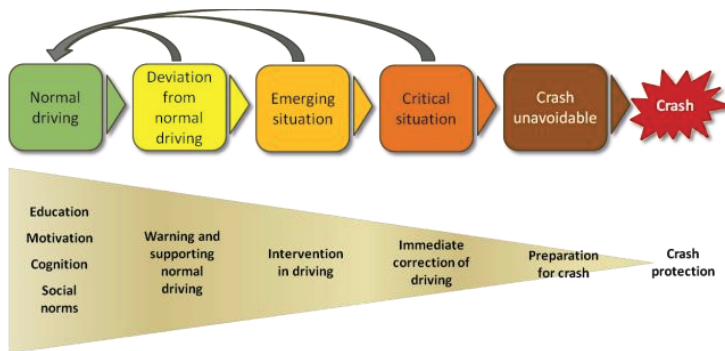 Normal
driving
Deviation
from
normal
driving
Emerging
situation
Critical
situation
Crash
unavoidable
Crash
Education
Motivation
Cognition
Social
norms
Warning and
supporting
normal
driving
Intervention
in driving
Immediate
correction of
driving
Preparation
for crash
Crash
protection